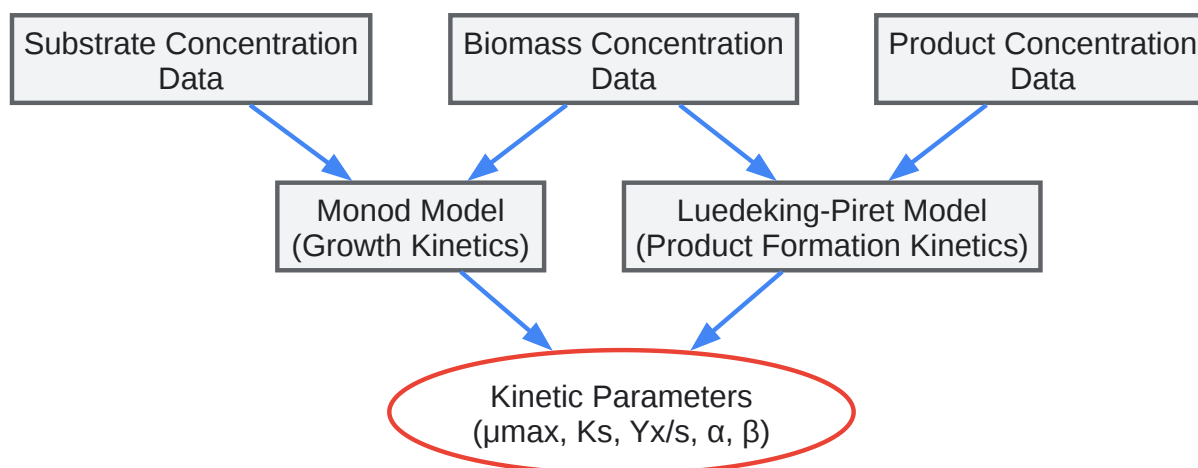 Substrate Concentration
Data
Biomass Concentration
Data
Product Concentration
Data
Monod Model
(Growth Kinetics)
Luedeking-Piret Model
(Product Formation Kinetics)
Kinetic Parameters
(μmax, Ks, Yx/s, α, β)